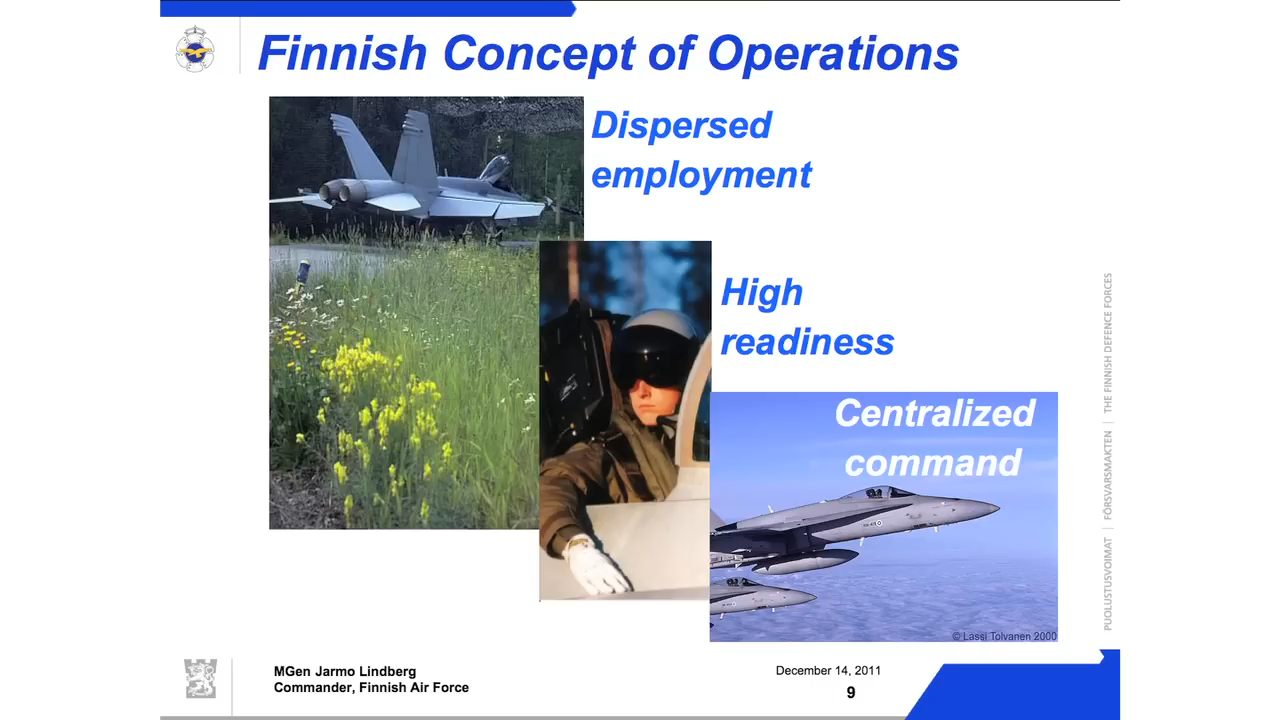 Finnish Concept of Operations
Dispersed
employment
High
readiness
Centralized
command
© Lassi Tolvanen 2000
PUOLUSTUSVOIMAT | FÖRSVARSMAKTEN | THE FINNISH DEFENCE FORCES
MGen Jarmo Lindberg
Commander, Finnish Air Force
December 14, 2011
9